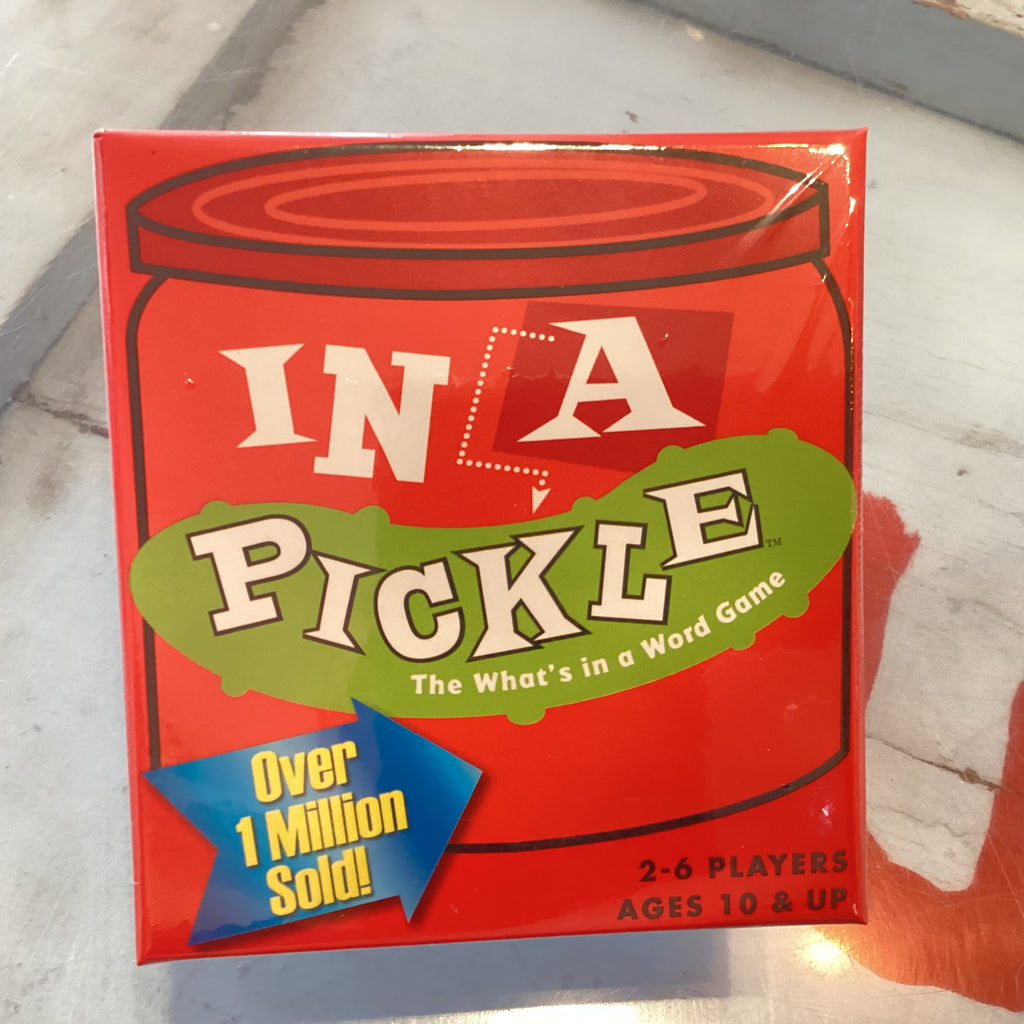 IN A
PICKLE™
The What's in a Word Game
Over
1 Million
Sold!
2-6 PLAYERS
AGES 10 & UP